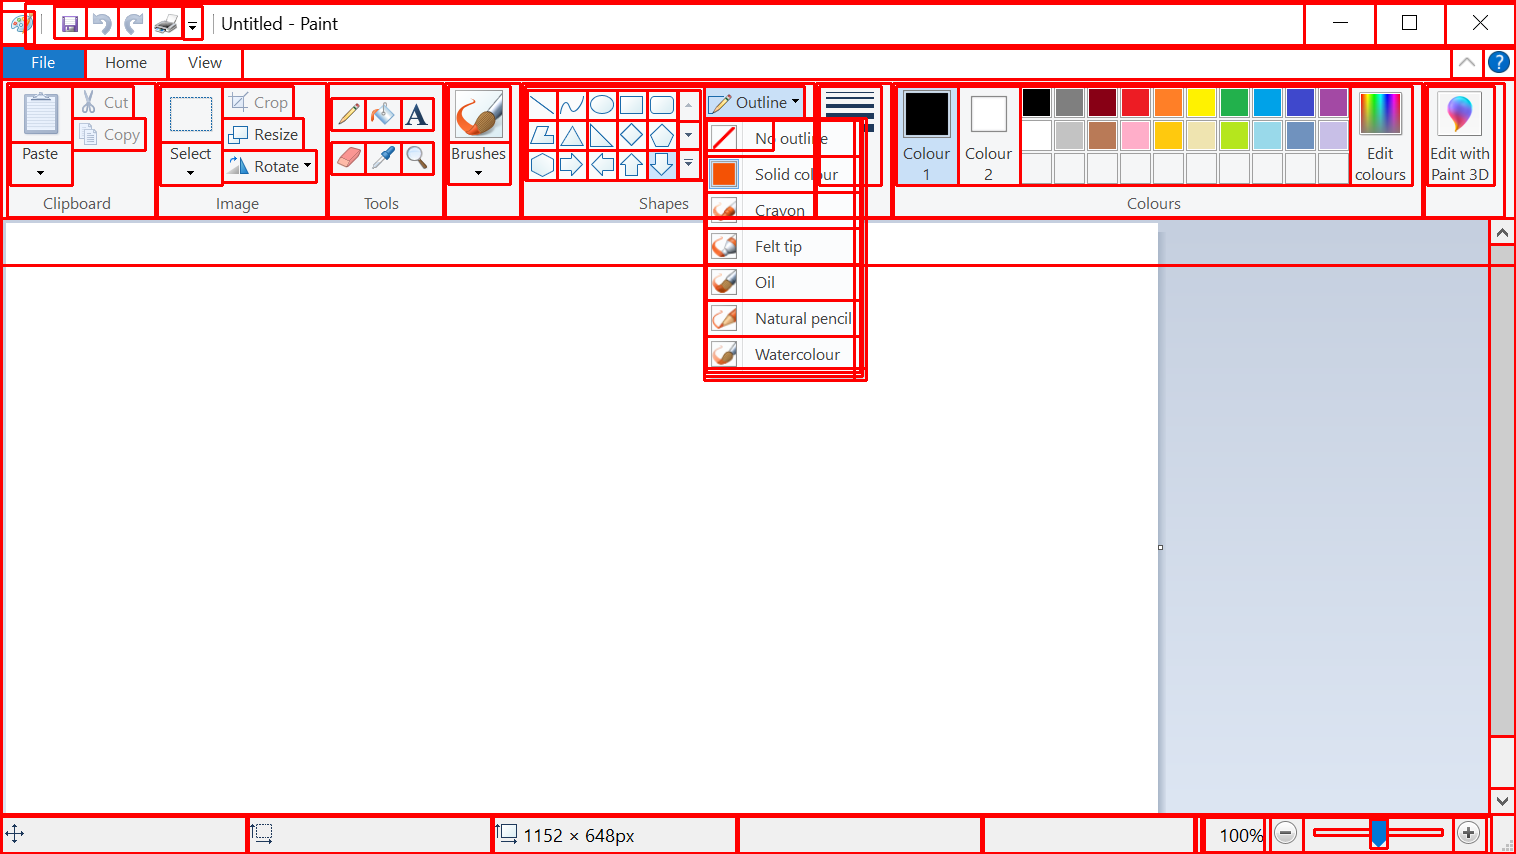 Untitled - Paint
File Home View
Paste
Cut
Copy
Clipboard
Select
Crop
Resize
Rotate
Image
A
Tools
Brushes
Shapes
Outline
No outline
Solid colour
Crayon
Felt tip
Oil
Natural pencil
Watercolour
Colour 1
Colour 2
Edit colours
Colours
Edit with Paint 3D
1152 × 648px
100%